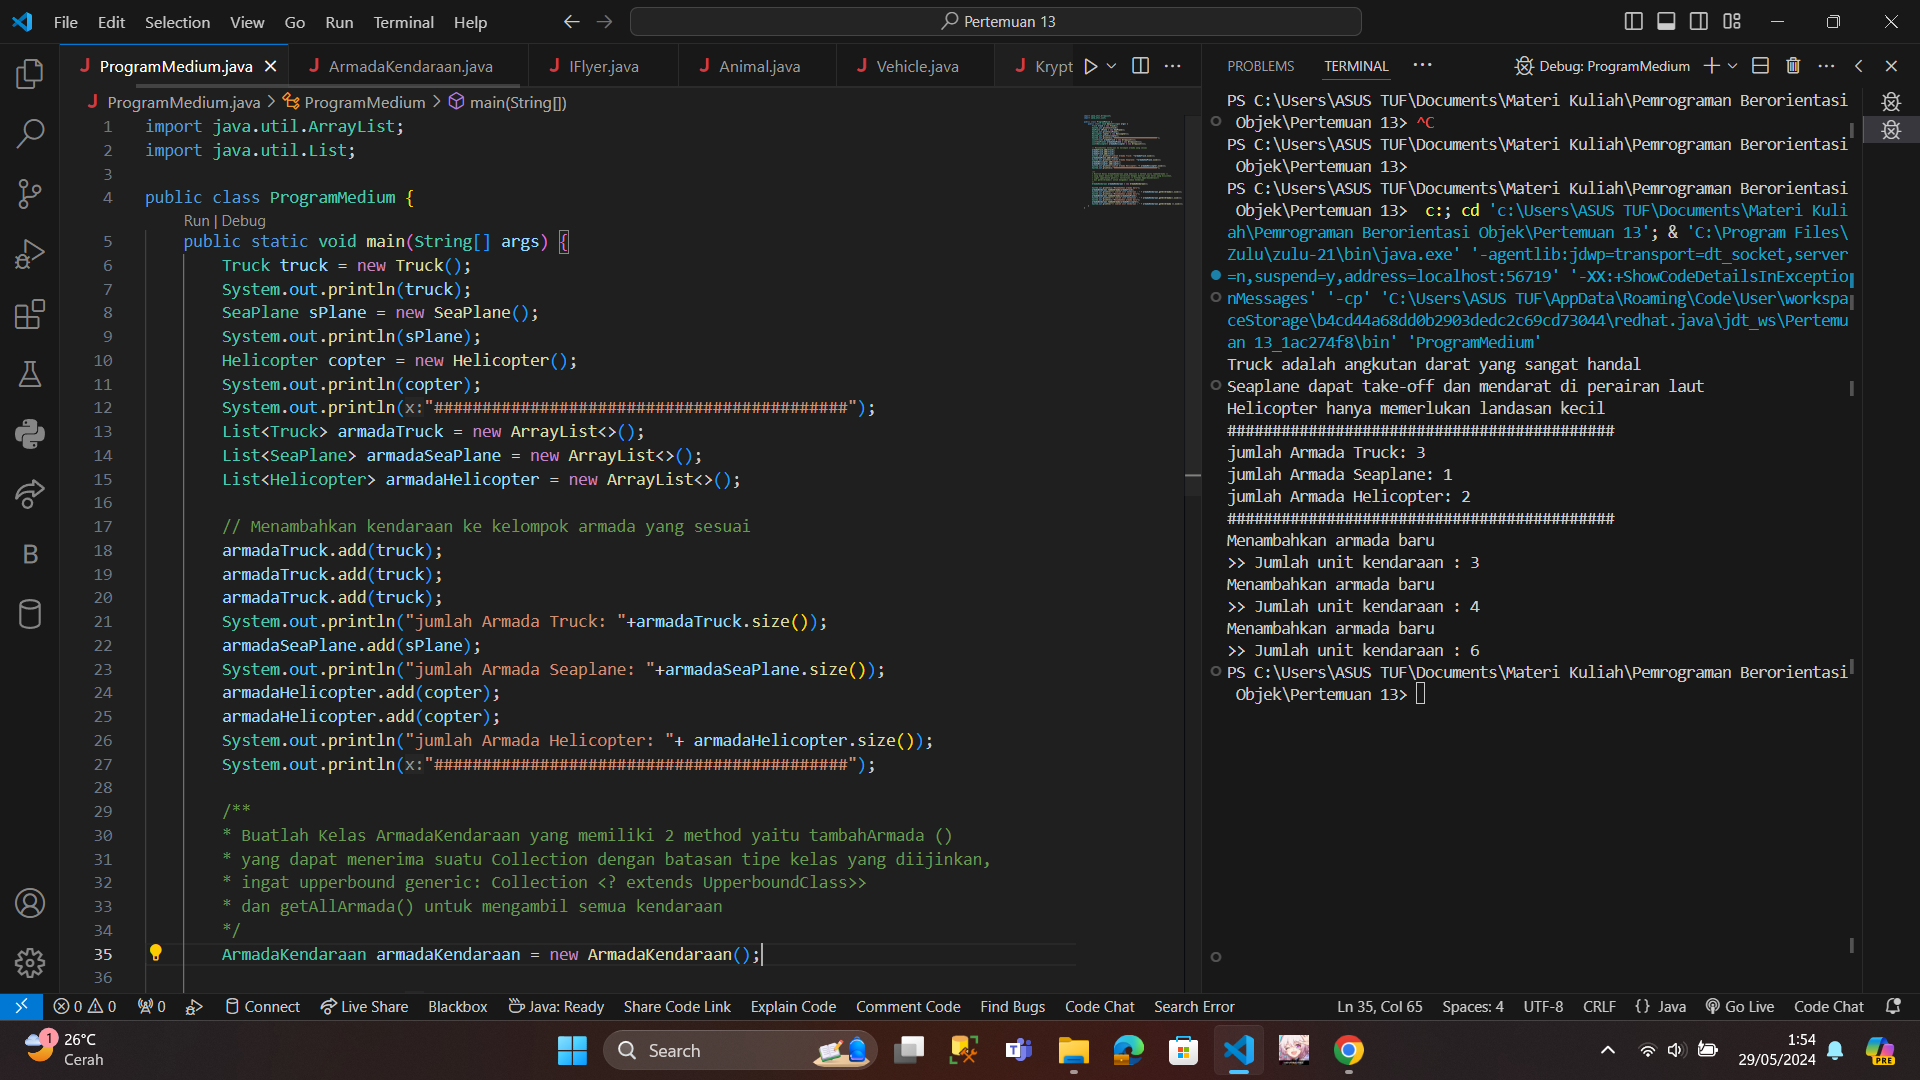 File Edit Selection View Go Run Terminal Help
Pertemuan 13
ProgramMedium.java
ArmadaKendaraan.java
IFlyer.java
Animal.java
Vehicle.java
Krypt
ProgramMedium.java > ProgramMedium > main(String[])
1 import java.util.ArrayList;
2 import java.util.List;
3
4 public class ProgramMedium {
Run | Debug
5 public static void main(String[] args) {
6 Truck truck = new Truck();
7 System.out.println(truck);
8 SeaPlane sPlane = new SeaPlane();
9 System.out.println(sPlane);
10 Helicopter copter = new Helicopter();
11 System.out.println(copter);
12 System.out.println(x:"###########################################");
13 List<Truck> armadaTruck = new ArrayList<>();
14 List<SeaPlane> armadaSeaPlane = new ArrayList<>();
15 List<Helicopter> armadaHelicopter = new ArrayList<>();
16
17 // Menambahkan kendaraan ke kelompok armada yang sesuai
18 armadaTruck.add(truck);
19 armadaTruck.add(truck);
20 armadaTruck.add(truck);
21 System.out.println("jumlah Armada Truck: "+armadaTruck.size());
22 armadaSeaPlane.add(sPlane);
23 System.out.println("jumlah Armada Seaplane: "+armadaSeaPlane.size());
24 armadaHelicopter.add(copter);
25 armadaHelicopter.add(copter);
26 System.out.println("jumlah Armada Helicopter: "+ armadaHelicopter.size());
27 System.out.println(x:"###########################################");
28
29 /**
30 * Buatlah Kelas ArmadaKendaraan yang memiliki 2 method yaitu tambahArmada ()
31 * yang dapat menerima suatu Collection dengan batasan tipe kelas yang diijinkan,
32 * ingat upperbound generic: Collection <? extends UpperboundClass>>
33 * dan getAllArmada() untuk mengambil semua kendaraan
34 */
35 ArmadaKendaraan armadaKendaraan = new ArmadaKendaraan();
36
PROBLEMS TERMINAL ··· Debug: ProgramMedium
PS C:\Users\ASUS TUF\Documents\Materi Kuliah\Pemrograman Berorientasi
Objek\Pertemuan 13> ^C
PS C:\Users\ASUS TUF\Documents\Materi Kuliah\Pemrograman Berorientasi
Objek\Pertemuan 13>
PS C:\Users\ASUS TUF\Documents\Materi Kuliah\Pemrograman Berorientasi
Objek\Pertemuan 13>  c:; cd 'c:\Users\ASUS TUF\Documents\Materi Kuli
ah\Pemrograman Berorientasi Objek\Pertemuan 13'; & 'C:\Program Files\
Zulu\zulu-21\bin\java.exe' '-agentlib:jdwp=transport=dt_socket,server
=n,suspend=y,address=localhost:56719' '-XX:+ShowCodeDetailsInExceptio
nMessages' '-cp' 'C:\Users\ASUS TUF\AppData\Roaming\Code\User\workspa
ceStorage\b4cd44a68dd0b2903dedc2c69cd73044\redhat.java\jdt_ws\Pertemu
an 13_1ac274f8\bin' 'ProgramMedium'
Truck adalah angkutan darat yang sangat handal
Seaplane dapat take-off dan mendarat di perairan laut
Helicopter hanya memerlukan landasan kecil
###########################################
jumlah Armada Truck: 3
jumlah Armada Seaplane: 1
jumlah Armada Helicopter: 2
###########################################
Menambahkan armada baru
>> Jumlah unit kendaraan : 3
Menambahkan armada baru
>> Jumlah unit kendaraan : 4
Menambahkan armada baru
>> Jumlah unit kendaraan : 6
PS C:\Users\ASUS TUF\Documents\Materi Kuliah\Pemrograman Berorientasi
Objek\Pertemuan 13>
0 0 0 Connect Live Share Blackbox Java: Ready Share Code Link Explain Code Comment Code Find Bugs Code Chat Search Error Ln 35, Col 65 Spaces: 4 UTF-8 CRLF {} Java Go Live Code Chat
1 26°C
Cerah
Search
1:54
29/05/2024
PRE